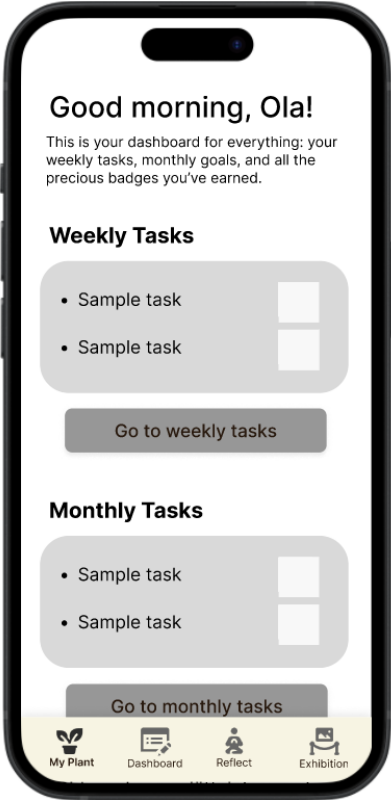 Good morning, Ola!
This is your dashboard for everything: your
weekly tasks, monthly goals, and all the
precious badges you've earned.
Weekly Tasks
• Sample task
• Sample task
Go to weekly tasks
Monthly Tasks
• Sample task
• Sample task
Go to monthly tasks
My Plant
Dashboard
Reflect
Exhibition